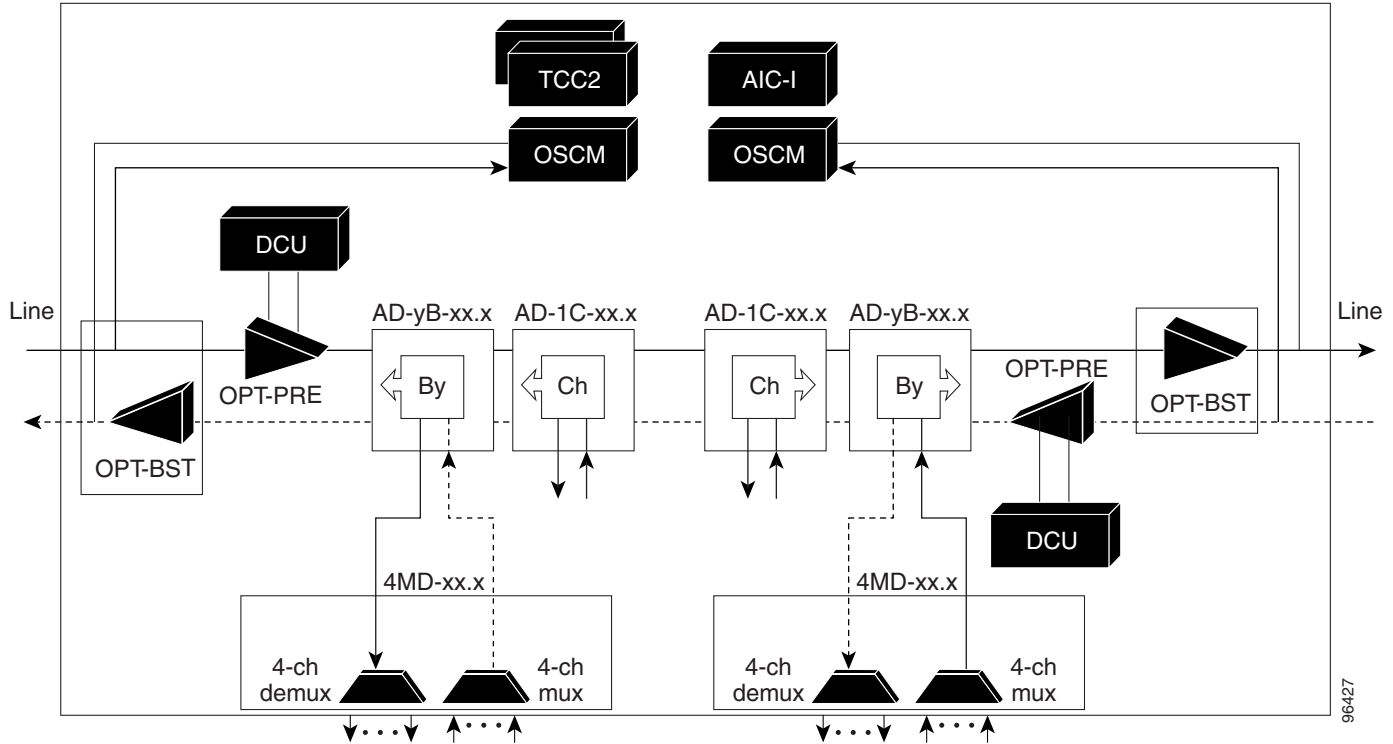 TCC2
AIC-I
OSCM
OSCM
DCU
Line
AD-yB-xx.x
AD-1C-xx.x
AD-1C-xx.x
AD-yB-xx.x
Line
By
Ch
Ch
By
OPT-PRE
OPT-PRE
OPT-BST
OPT-BST
DCU
4MD-xx.x
4MD-xx.x
4-ch
demux
4-ch
mux
4-ch
demux
4-ch
mux
96427